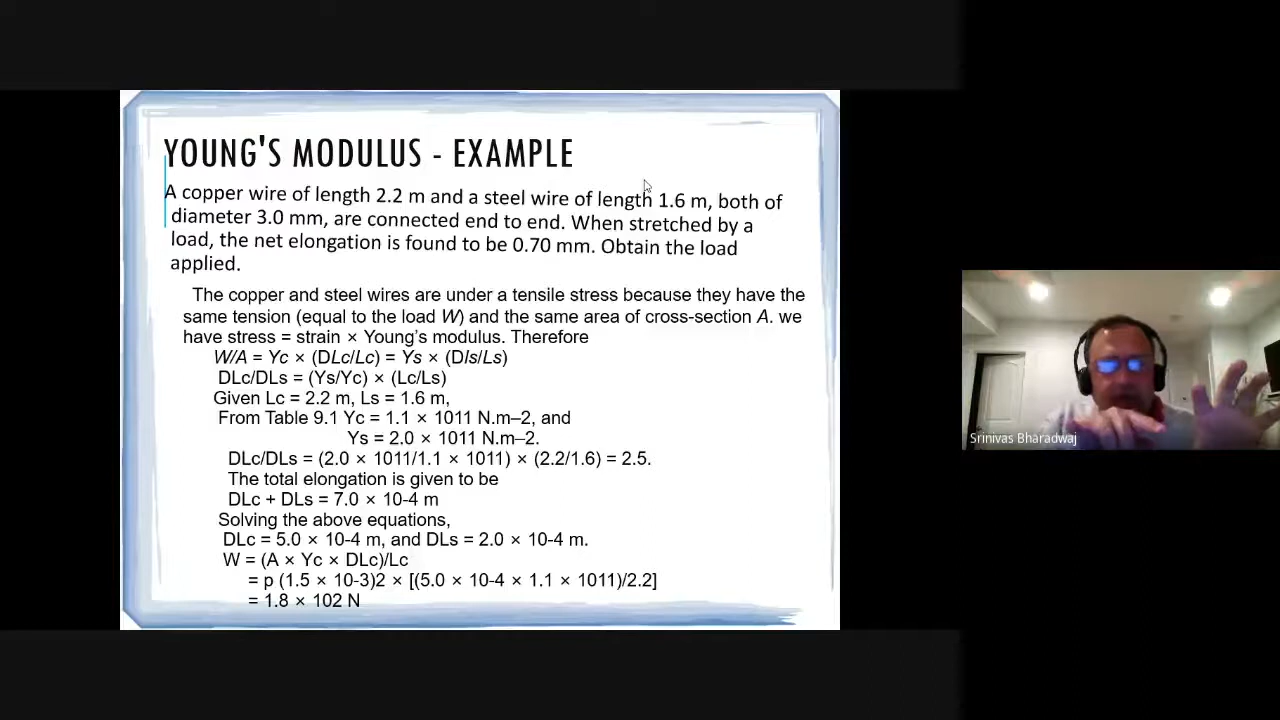 YOUNG'S MODULUS - EXAMPLE
A copper wire of length 2.2 m and a steel wire of length 1.6 m, both of
diameter 3.0 mm, are connected end to end. When stretched by a
load, the net elongation is found to be 0.70 mm. Obtain the load
applied.
The copper and steel wires are under a tensile stress because they have the
same tension (equal to the load W) and the same area of cross-section A. we
have stress = strain × Young’s modulus. Therefore
W/A = Yc × (DLc/Lc) = Ys × (Dls/Ls)
DLc/DLs = (Ys/Yc) × (Lc/Ls)
Given Lc = 2.2 m, Ls = 1.6 m,
From Table 9.1 Yc = 1.1 × 1011 N.m–2, and
Ys = 2.0 × 1011 N.m–2.
DLc/DLs = (2.0 × 1011/1.1 × 1011) × (2.2/1.6) = 2.5.
The total elongation is given to be
DLc + DLs = 7.0 × 10-4 m
Solving the above equations,
DLc = 5.0 × 10-4 m, and DLs = 2.0 × 10-4 m.
W = (A × Yc × DLc)/Lc
= p (1.5 × 10-3)2 × [(5.0 × 10-4 × 1.1 × 1011)/2.2]
= 1.8 × 102 N
Srinivas Bharadwaj